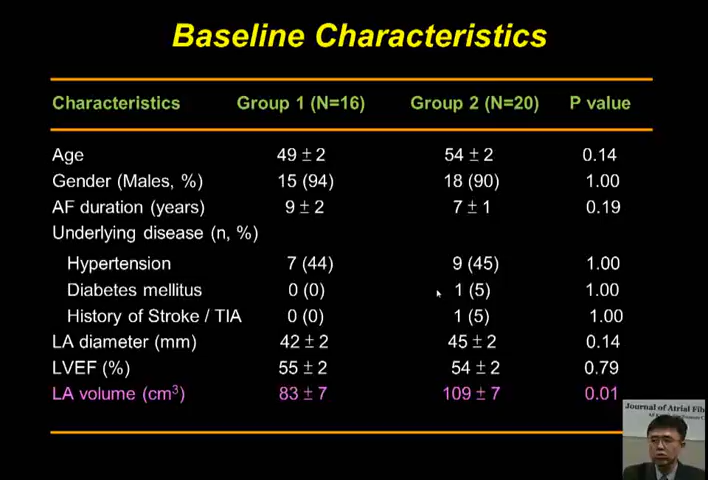 Baseline Characteristics
Characteristics Group 1 (N=16) Group 2 (N=20) P value
Age 49 ± 2 54 ± 2 0.14
Gender (Males, %) 15 (94) 18 (90) 1.00
AF duration (years) 9 ± 2 7 ± 1 0.19
Underlying disease (n, %)
Hypertension 7 (44) 9 (45) 1.00
Diabetes mellitus 0 (0) 1 (5) 1.00
History of Stroke / TIA 0 (0) 1 (5) 1.00
LA diameter (mm) 42 ± 2 45 ± 2 0.14
LVEF (%) 55 ± 2 54 ± 2 0.79
LA volume (cm³) 83 ± 7 109 ± 7 0.01
Journal of Atrial Fib